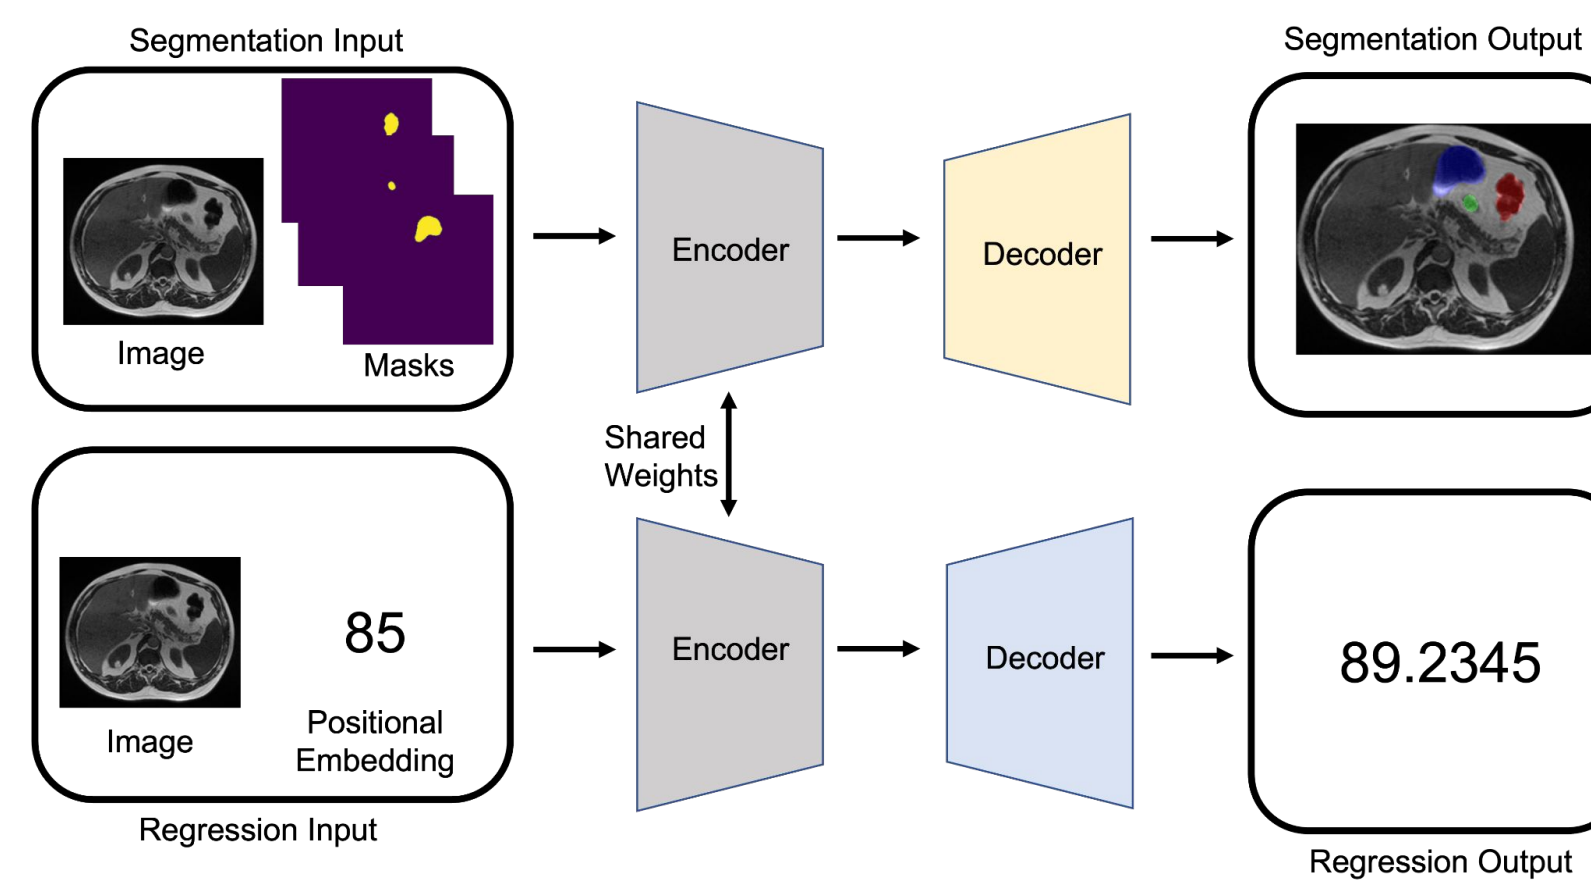 Segmentation Input
Segmentation Output
Image
Masks
Encoder
Decoder
Shared
Weights
85
Image
Positional
Embedding
Encoder
Decoder
89.2345
Regression Input
Regression Output